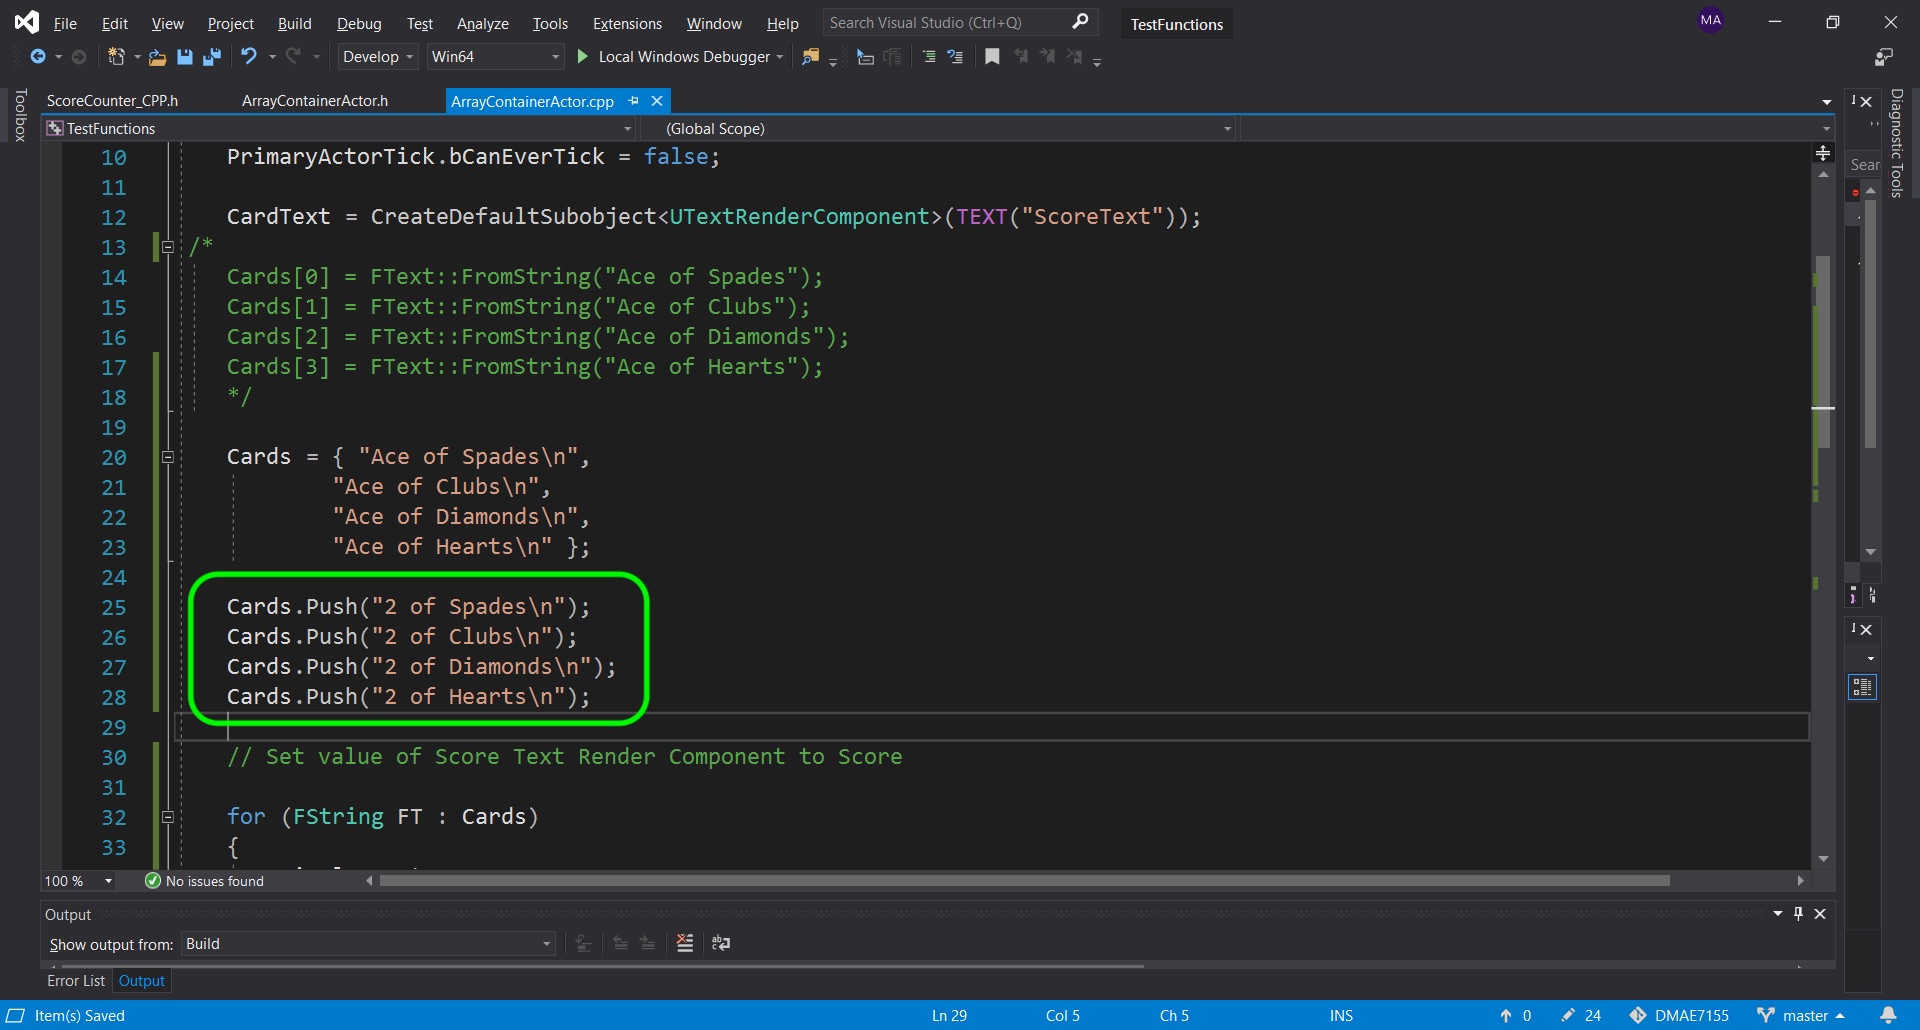 File Edit View Project Build Debug Test Analyze Tools Extensions Window Help Search Visual Studio (Ctrl+Q) TestFunctions MA
Develop Win64 Local Windows Debugger
Toolbox
ScoreCounter_CPP.h ArrayContainerActor.h ArrayContainerActor.cpp
TestFunctions (Global Scope)
10 PrimaryActorTick.bCanEverTick = false;
11
12 CardText = CreateDefaultSubobject<UTextRenderComponent>(TEXT("ScoreText"));
13 /*
14 Cards[0] = FText::FromString("Ace of Spades");
15 Cards[1] = FText::FromString("Ace of Clubs");
16 Cards[2] = FText::FromString("Ace of Diamonds");
17 Cards[3] = FText::FromString("Ace of Hearts");
18 */
19
20 Cards = { "Ace of Spades\n",
21 "Ace of Clubs\n",
22 "Ace of Diamonds\n",
23 "Ace of Hearts\n" };
24
25 Cards.Push("2 of Spades\n");
26 Cards.Push("2 of Clubs\n");
27 Cards.Push("2 of Diamonds\n");
28 Cards.Push("2 of Hearts\n");
29
30 // Set value of Score Text Render Component to Score
31
32 for (FString FT : Cards)
33 {
100 % No issues found
Sear
Diagnostic Tools
Output
Show output from: Build
Error List Output
Item(s) Saved Ln 29 Col 5 Ch 5 INS 0 24 DMAE7155 master